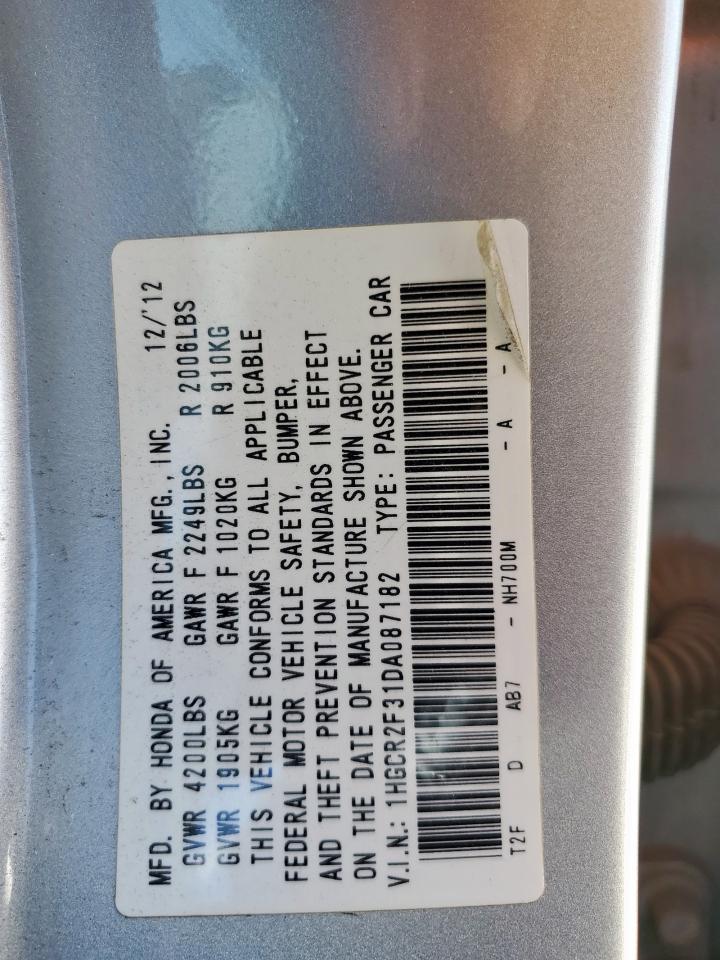 MFD. BY HONDA OF AMERICA MFG., INC. 12/'12
GVWR 4200LBS GAWR F 2249LBS R 2006LBS
GVWR 1905KG GAWR F 1020KG R 910KG
THIS VEHICLE CONFORMS TO ALL APPLICABLE
FEDERAL MOTOR VEHICLE SAFETY, BUMPER,
AND THEFT PREVENTION STANDARDS IN EFFECT
ON THE DATE OF MANUFACTURE SHOWN ABOVE.
V.I.N.: 1HGCR2F31DA087182 TYPE: PASSENGER CAR
T2F D AB7 - NH700M - A - A